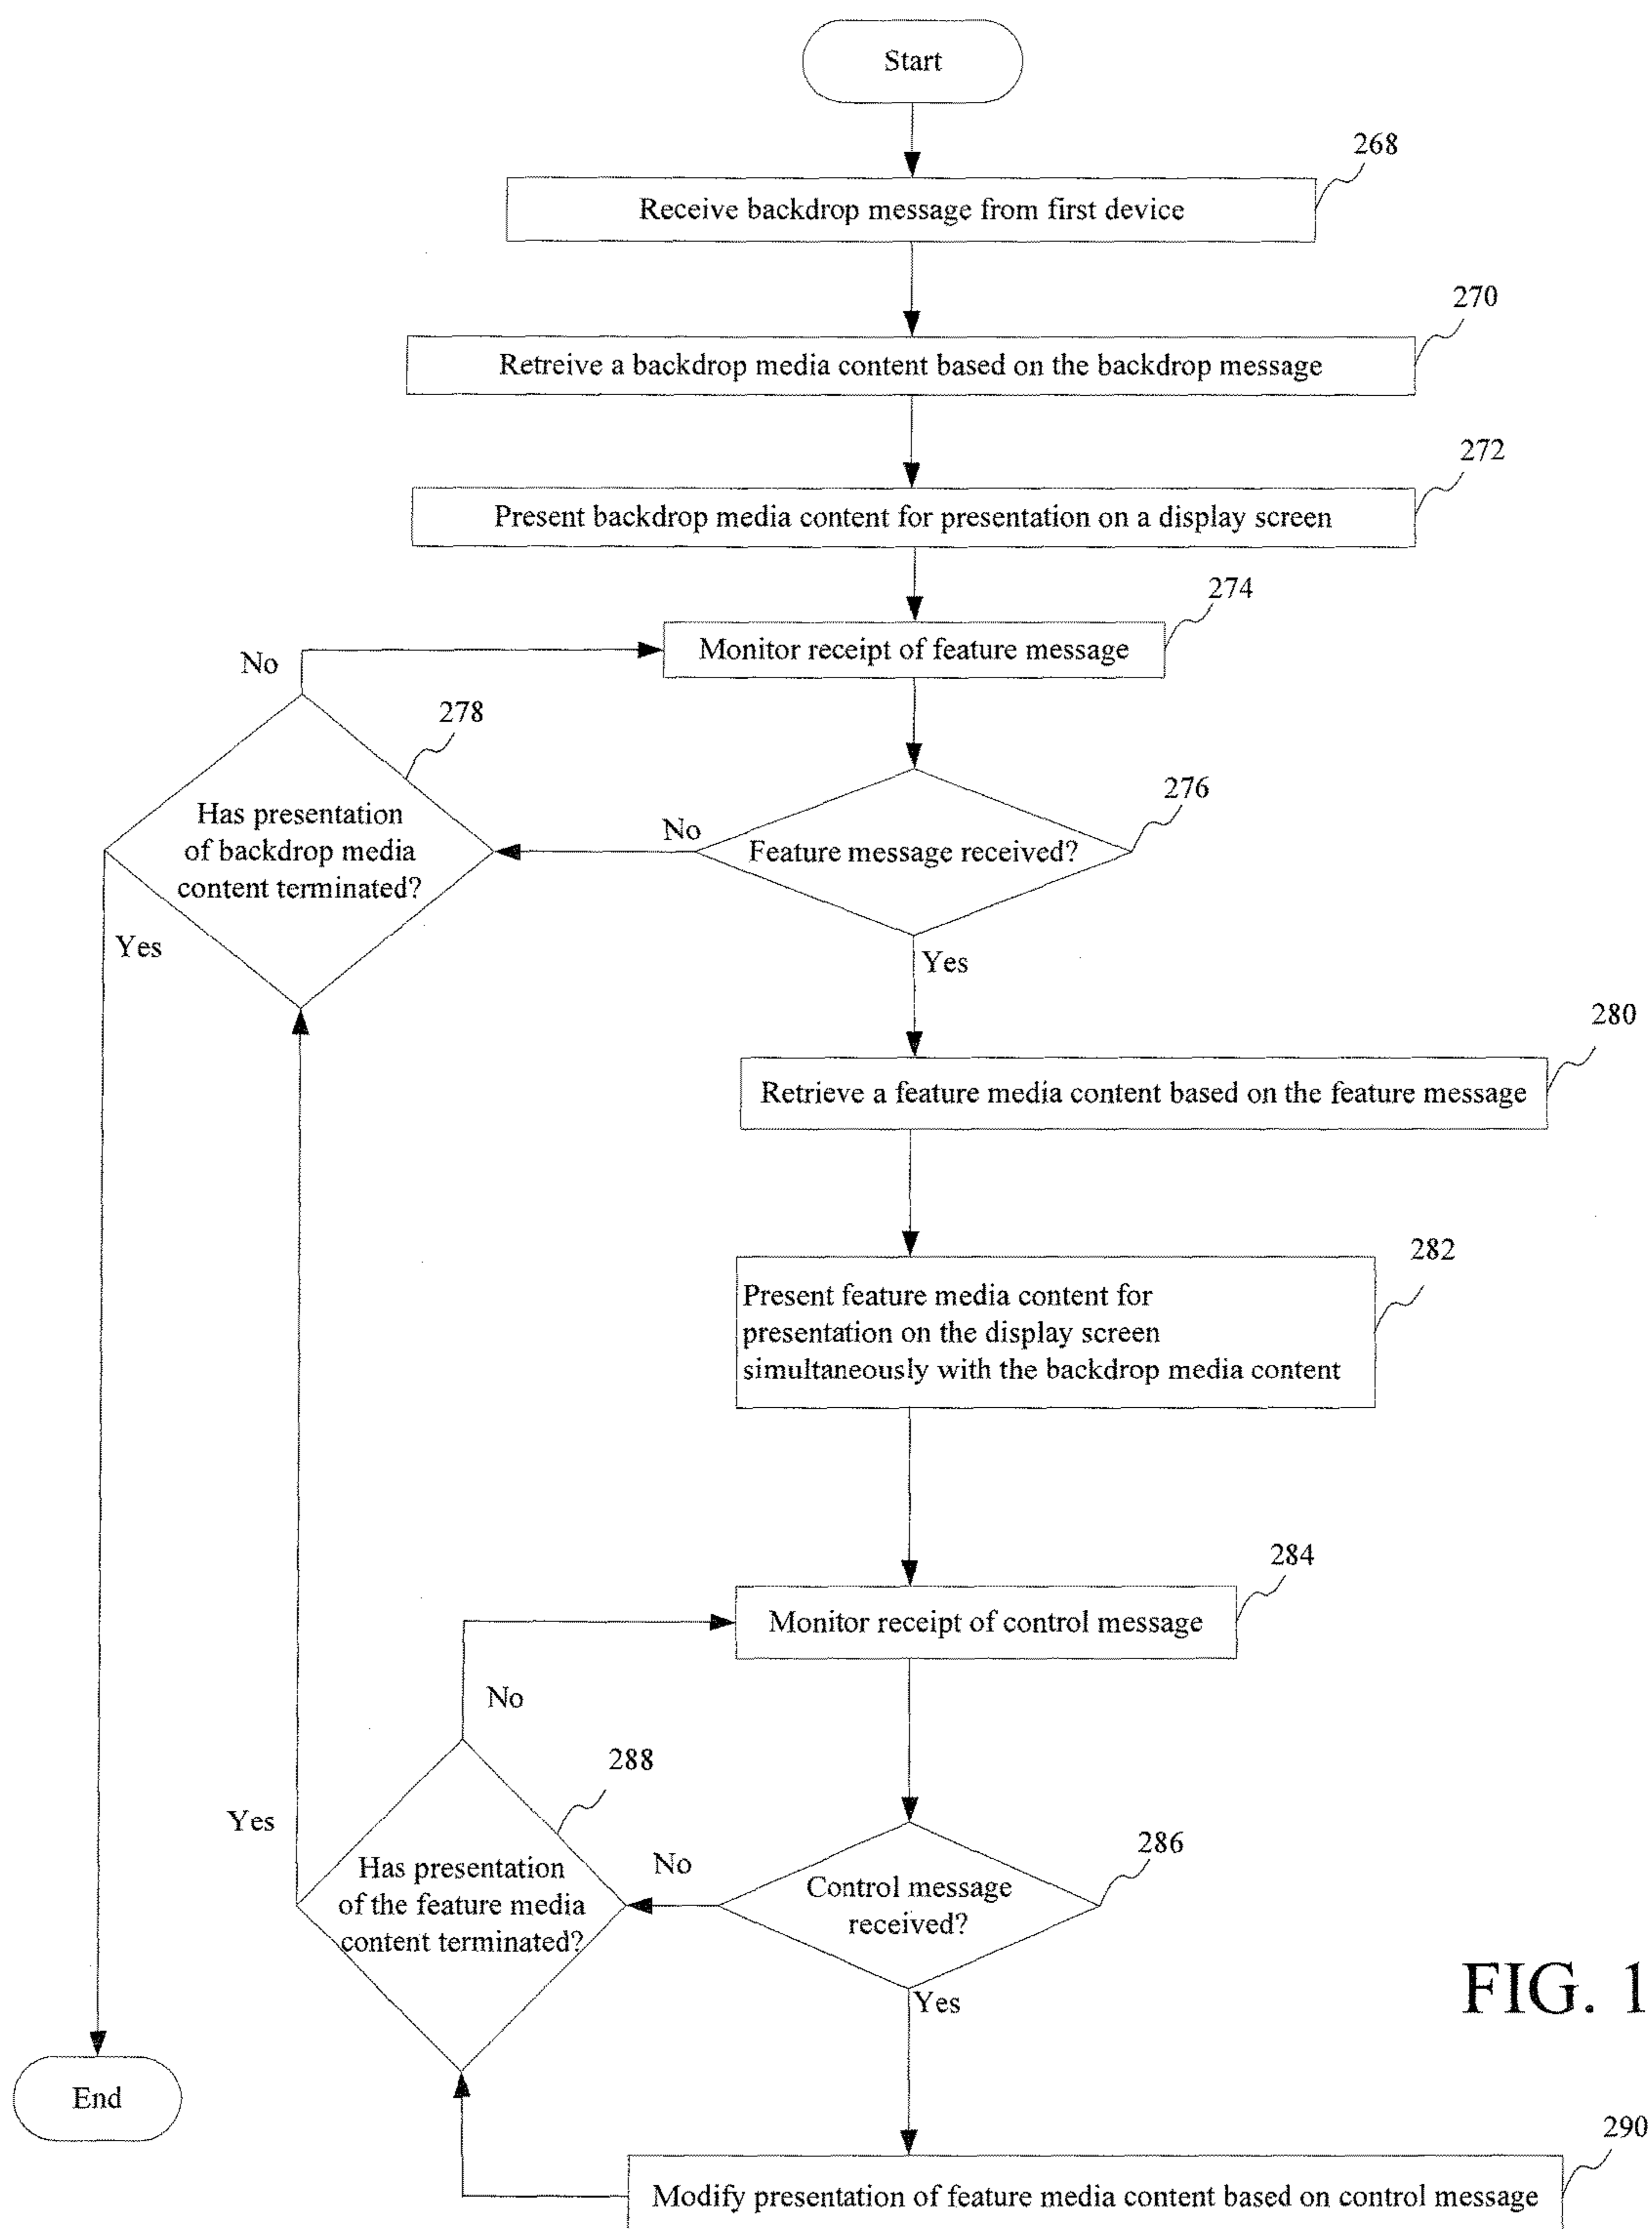 Start
268
Receive backdrop message from first device
270
Retreive a backdrop media content based on the backdrop message
272
Present backdrop media content for presentation on a display screen
274
Monitor receipt of feature message
No
278
Has presentation
of backdrop media
content terminated?
276
No
Feature message received?
Yes
Yes
280
Retrieve a feature media content based on the feature message
282
Present feature media content for
presentation on the display screen
simultaneously with the backdrop media content
284
Monitor receipt of control message
No
288
Yes
Has presentation
of the feature media
content terminated?
No
286
Control message
received?
Yes
FIG. 1
End
290
Modify presentation of feature media content based on control message